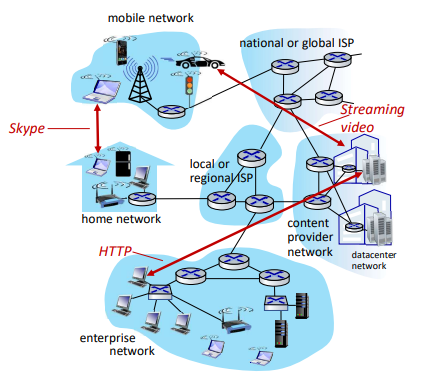 mobile network
national or global ISP
Streaming
video
Skype
local or
regional ISP
home network
content
provider
network
datacenter
network
HTTP
enterprise
network